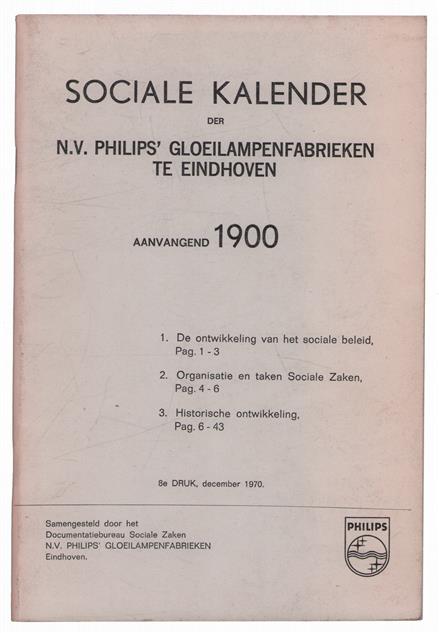 SOCIALE KALENDER
DER
N.V. PHILIPS' GLOEILAMPENFABRIEKEN
TE EINDHOVEN
AANVANGEND 1900
1. De ontwikkeling van het sociale beleid,
Pag. 1 - 3
2. Organisatie en taken Sociale Zaken,
Pag. 4 - 6
3. Historische ontwikkeling,
Pag. 6 - 43
8e DRUK, december 1970.
Samengesteld door het
Documentatiebureau Sociale Zaken
N.V. PHILIPS' GLOEILAMPENFABRIEKEN
Eindhoven.
PHILIPS